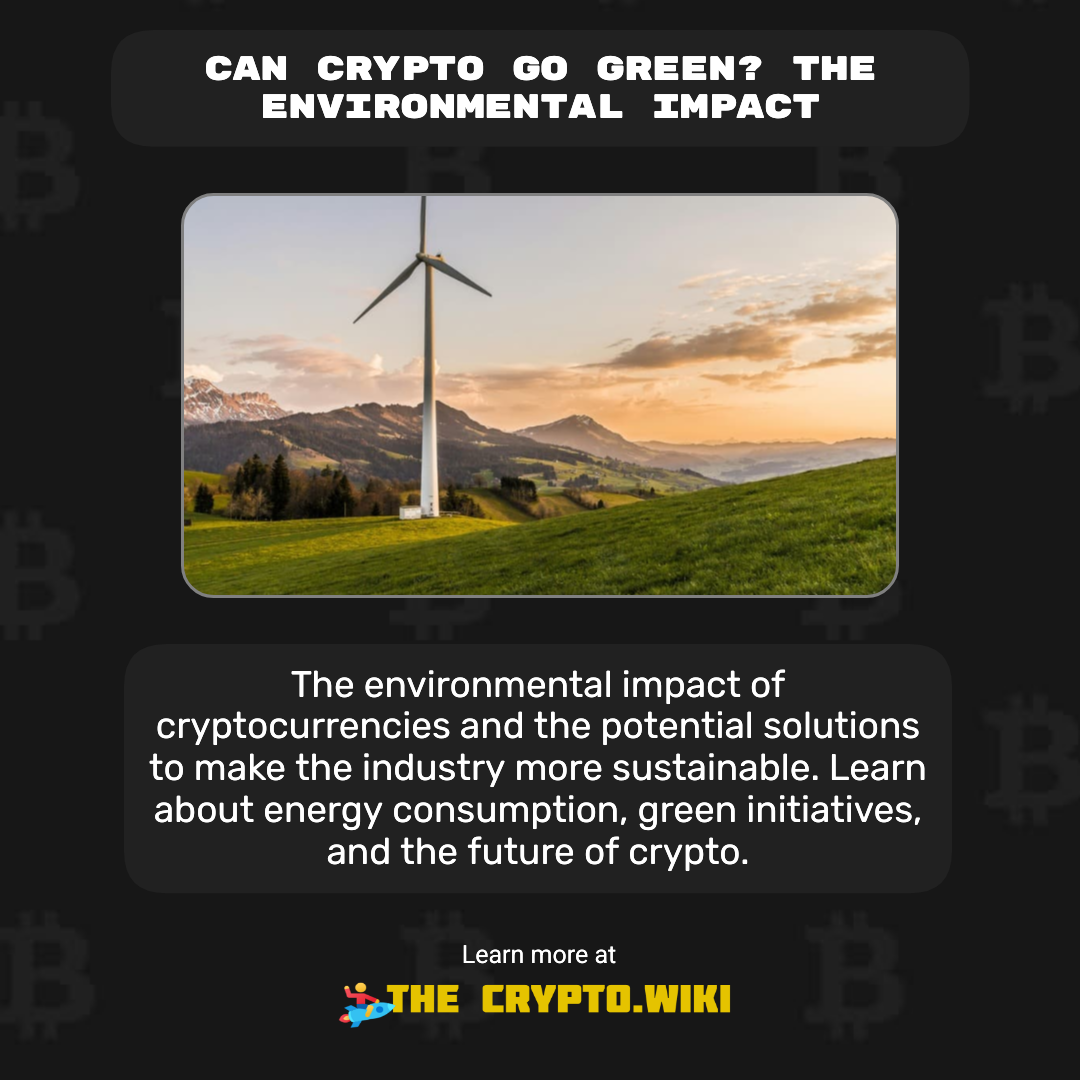 CAN CRYPTO GO GREEN? THE
ENVIRONMENTAL IMPACT
The environmental impact of
cryptocurrencies and the potential solutions
to make the industry more sustainable. Learn
about energy consumption, green initiatives,
and the future of crypto.
Learn more at
THE CRYPTO.WIKI